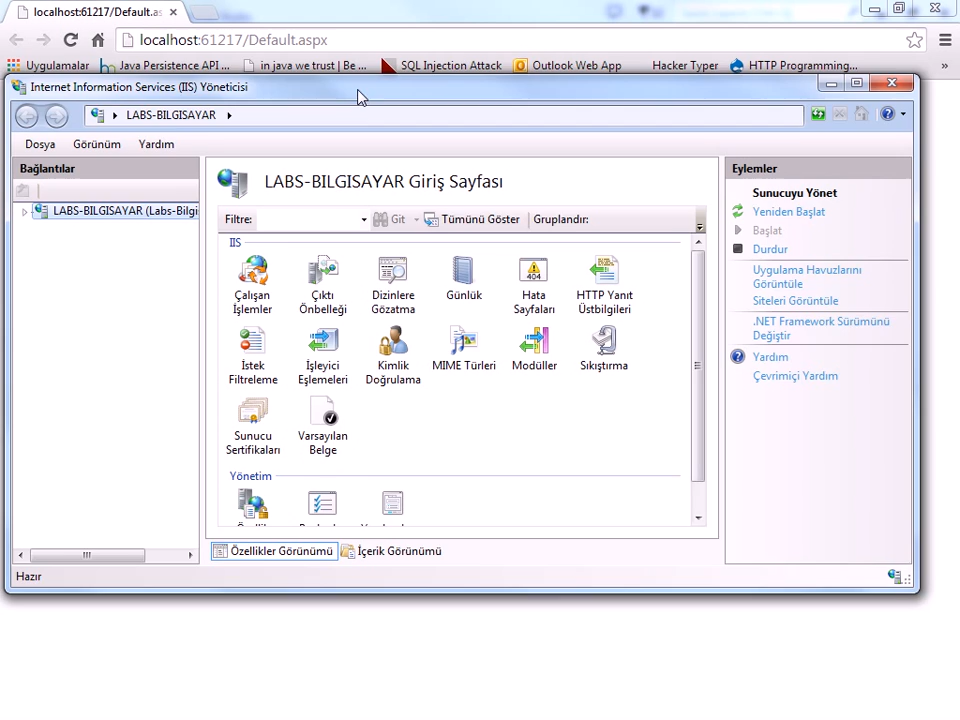 localhost:61217/Default.as
localhost:61217/Default.aspx
Uygulamalar
Java Persistence API ...
in java we trust | Be ...
SQL Injection Attack
Outlook Web App
Hacker Typer
HTTP Programming...
»
Internet Information Services (IIS) Yöneticisi
LABS-BILGISAYAR
Dosya Görünüm Yardım
Bağlantılar
LABS-BILGISAYAR (Labs-Bilgi
LABS-BILGISAYAR Giriş Sayfası
Filtre: Git Tümünü Göster Gruplandır:
IIS
Çalışan
İşlemler
Çıktı
Önbelleği
Dizinlere
Gözatma
Günlük
Hata
Sayfaları
HTTP Yanıt
Üstbilgileri
İstek
Filtreleme
İşleyici
Eşlemeleri
Kimlik
Doğrulama
MIME Türleri
Modüller
Sıkıştırma
Sunucu
Sertifikaları
Varsayılan
Belge
Yönetim
Özellikler Görünümü
İçerik Görünümü
Eylemler
Sunucuyu Yönet
Yeniden Başlat
Başlat
Durdur
Uygulama Havuzlarını
Görüntüle
Siteleri Görüntüle
.NET Framework Sürümünü
Değiştir
Yardım
Çevrimiçi Yardım
Hazır